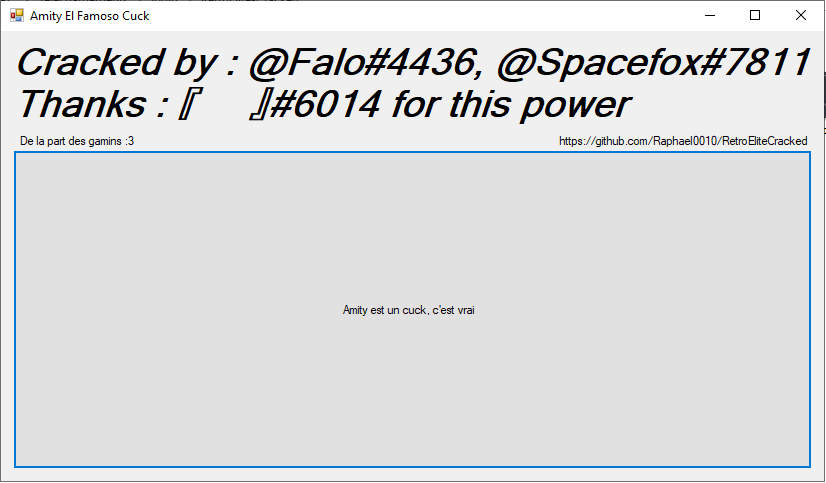 Amity El Famoso Cuck
Cracked by : @Falo#4436, @Spacefox#7811
Thanks :『 』#6014 for this power
De la part des gamins :3
https://github.com/Raphael0010/RetroEliteCracked
Amity est un cuck, c'est vrai